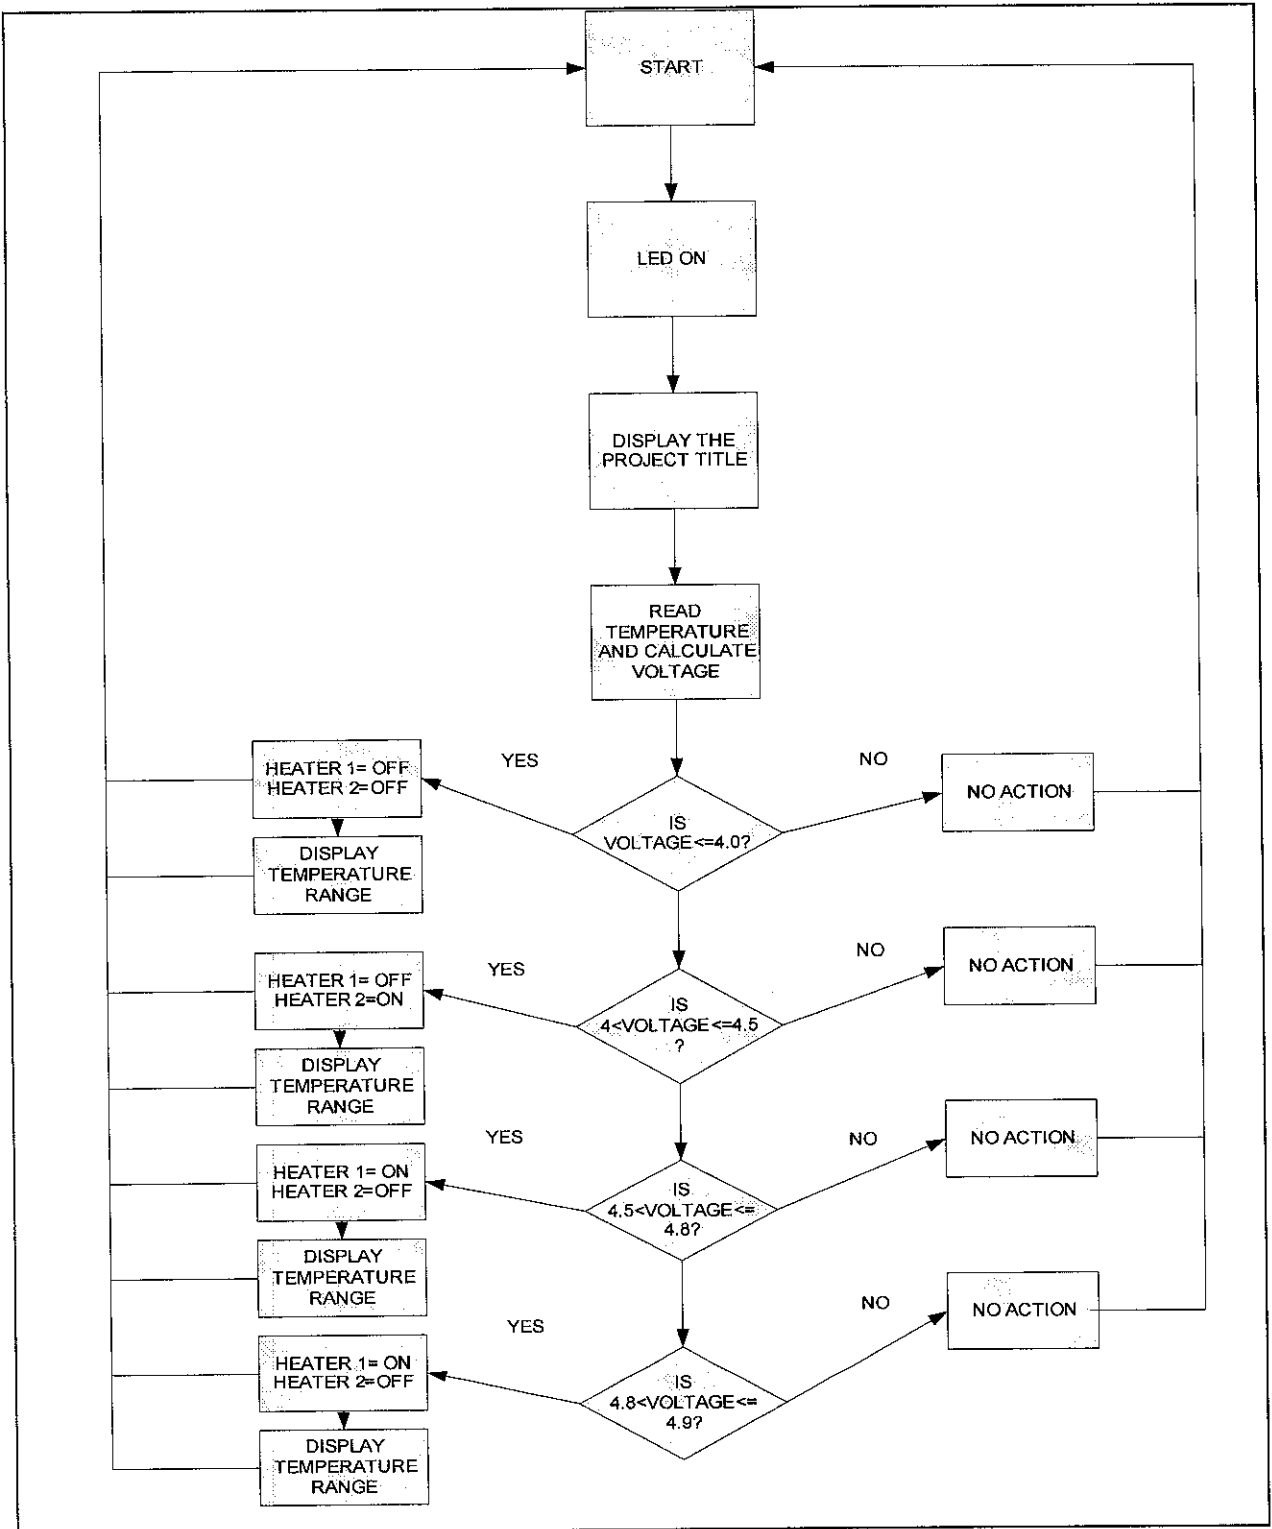 START
LED ON
DISPLAY THE
PROJECT TITLE
READ
TEMPERATURE
AND CALCULATE
VOLTAGE
YES
NO
HEATER 1= OFF
HEATER 2=OFF
IS
VOLTAGE<=4.0?
NO ACTION
DISPLAY
TEMPERATURE
RANGE
YES
NO
HEATER 1= OFF
HEATER 2=ON
IS
4<VOLTAGE<=4.5
?
NO ACTION
DISPLAY
TEMPERATURE
RANGE
YES
NO
HEATER 1= ON
HEATER 2=OFF
IS
4.5<VOLTAGE<=
4.8?
NO ACTION
DISPLAY
TEMPERATURE
RANGE
YES
NO
HEATER 1= ON
HEATER 2=OFF
IS
4.8<VOLTAGE<=
4.9?
NO ACTION
DISPLAY
TEMPERATURE
RANGE